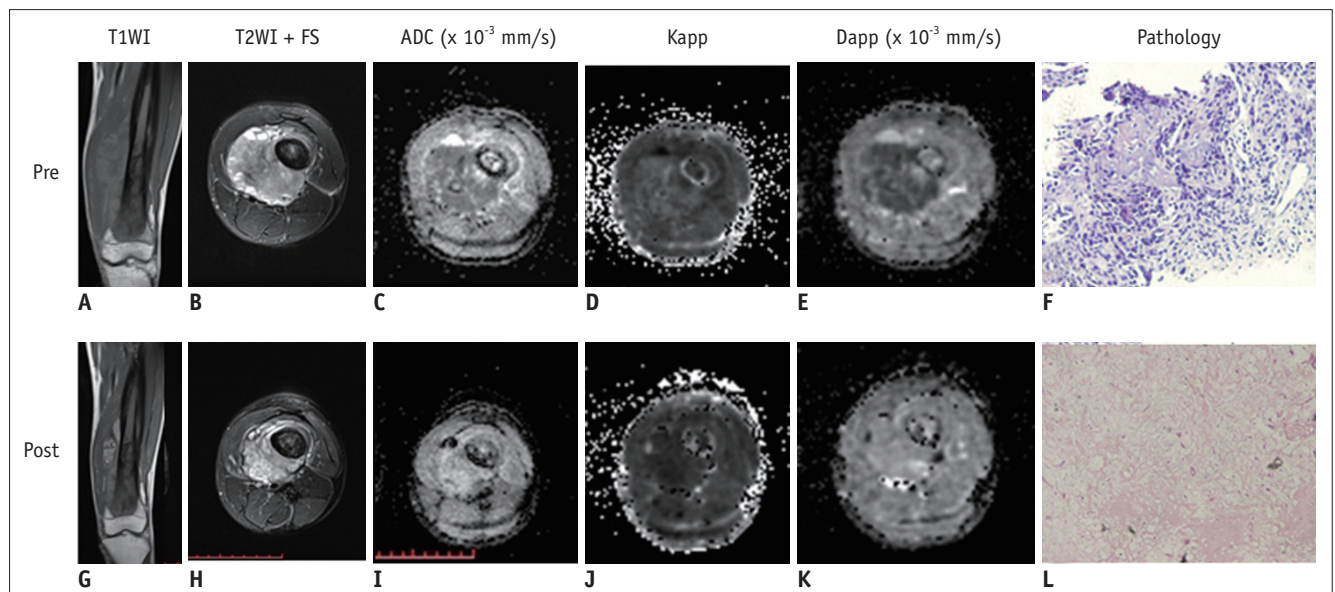 T1WI T2WI + FS ADC (x 10⁻³ mm/s) Kapp Dapp (x 10⁻³ mm/s) Pathology
Pre
A B C D E F
Post
G H I J K L